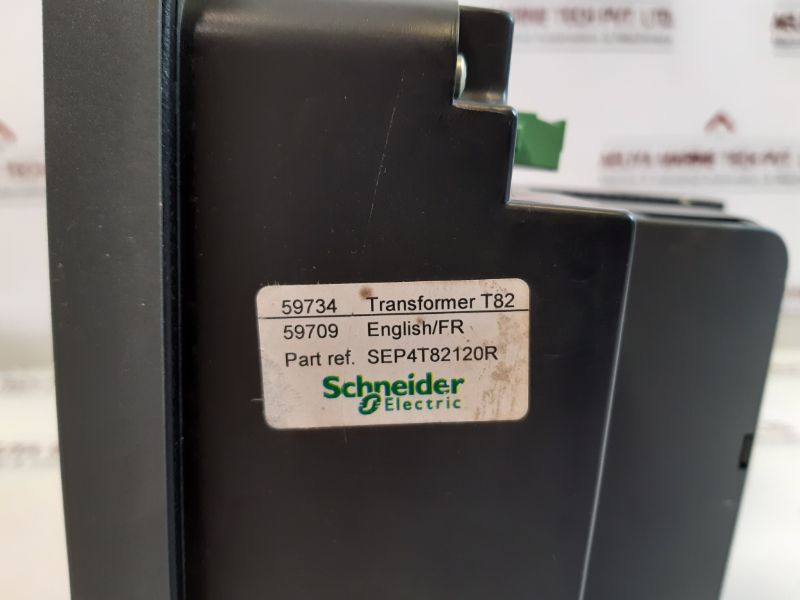 59734 Transformer T82
59709 English/FR
Part ref. SEP4T82120R
Schneider
Electric